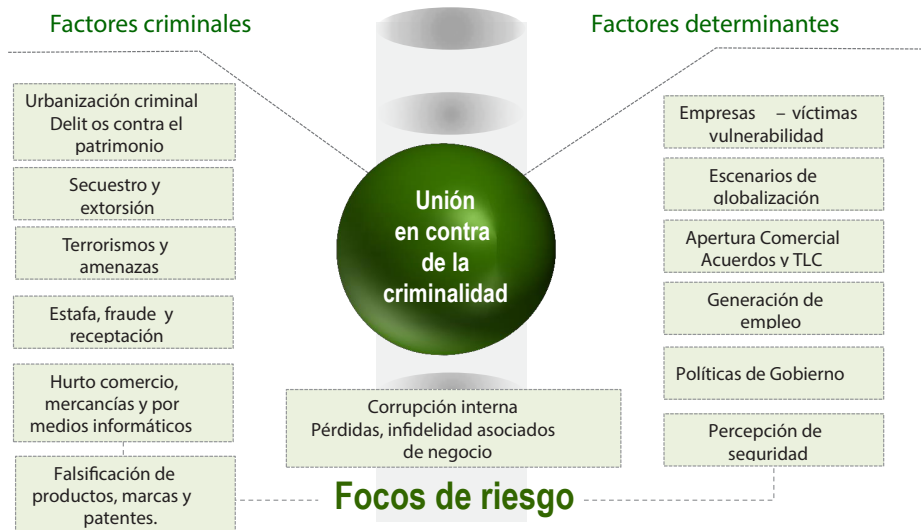 Factores criminales
Factores determinantes
Urbanización criminal
Delit os contra el
patrimonio
Secuestro y
extorsión
Terrorismos y
amenazas
Estafa, fraude y
receptación
Hurto comercio,
mercancías y por
medios informáticos
Falsificación de
productos, marcas y
patentes.
Unión
en contra
de la
criminalidad
Corrupción interna
Pérdidas, infidelidad asociados
de negocio
Focos de riesgo
Empresas – víctimas
vulnerabilidad
Escenarios de
globalización
Apertura Comercial
Acuerdos y TLC
Generación de
empleo
Políticas de Gobierno
Percepción de
seguridad